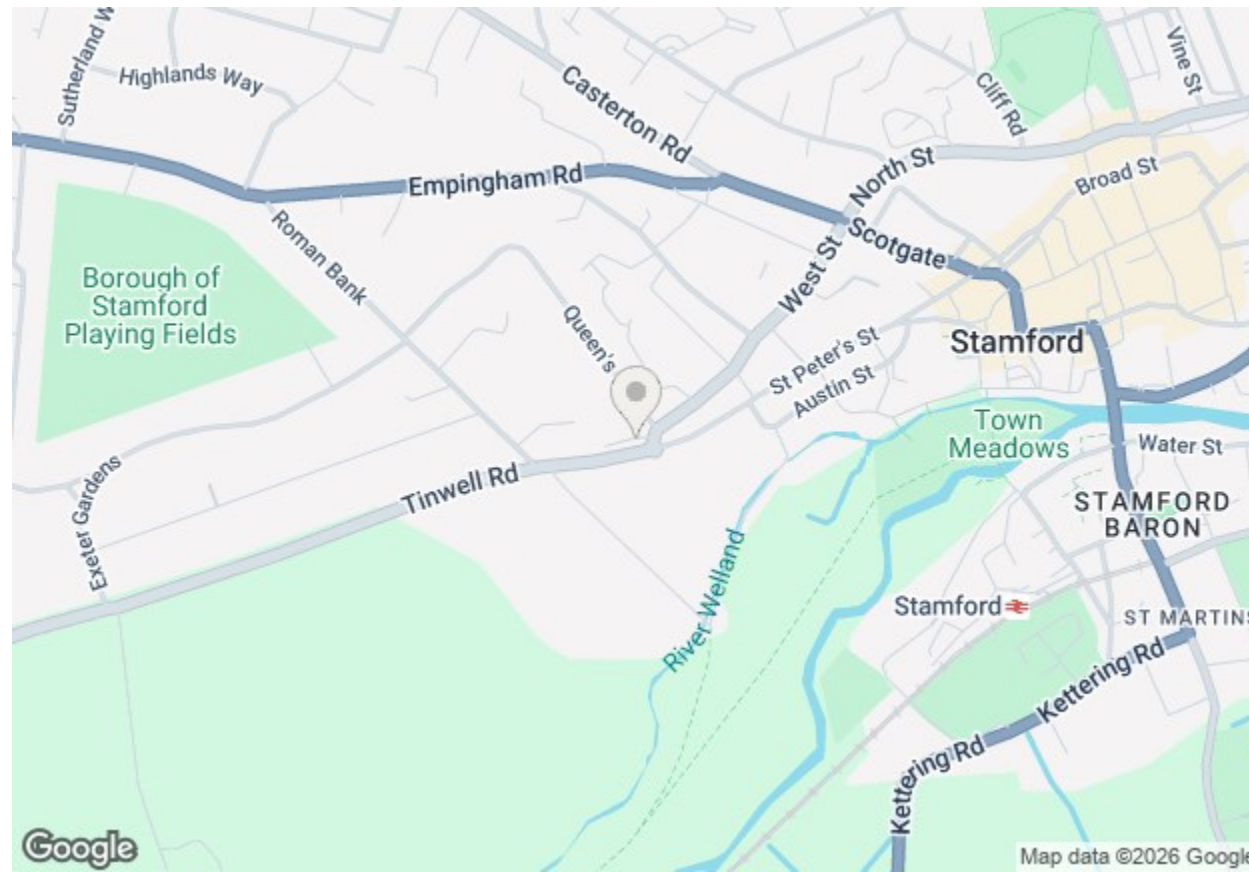 Sutherland W
Highlands Way
Casterton Rd
Cliff Rd
Vine St
Empingham Rd
North St
Broad St
Roman Bank
Scotgate
West St
Borough of
Stamford
Playing Fields
Queen's
St Peter's St
Austin St
Stamford
Town
Meadows
Water St
Tinwell Rd
Exeter Gardens
STAMFORD
BARON
River Welland
Stamford
ST MARTINS
Kettering Rd
Kettering Rd
Google
Map data ©2026 Google